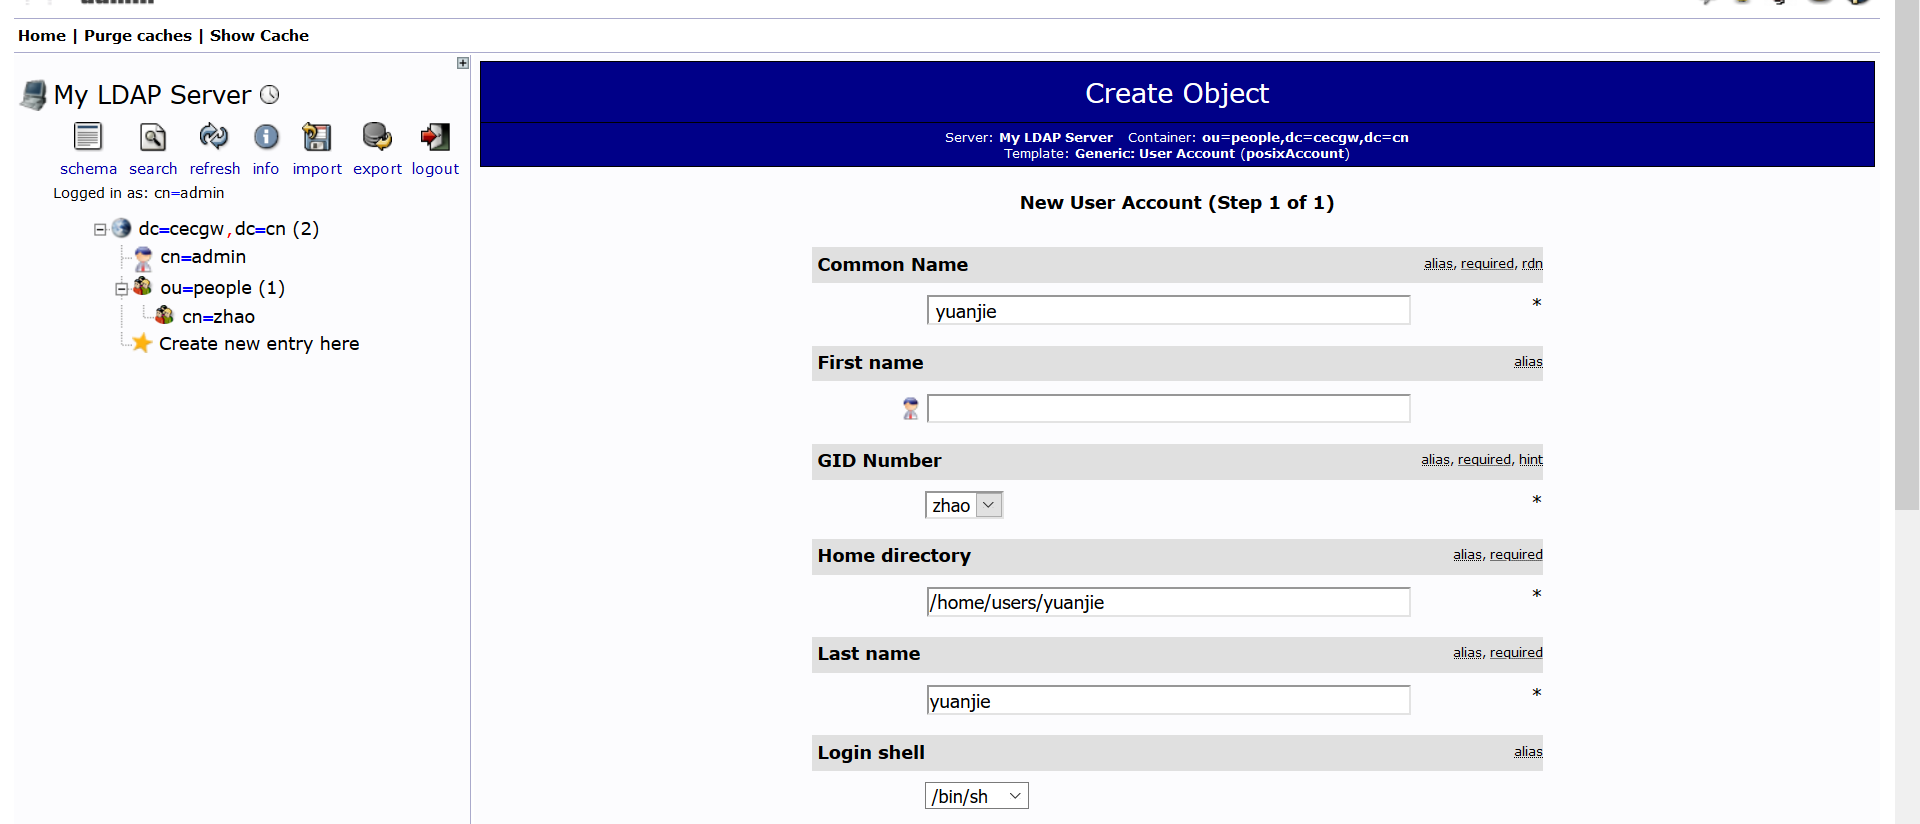 Home | Purge caches | Show Cache
My LDAP Server
schema search refresh info import export logout
Logged in as: cn=admin
dc=cecgw,dc=cn (2)
cn=admin
ou=people (1)
cn=zhao
Create new entry here
Create Object
Server: My LDAP Server Container: ou=people,dc=cecgw,dc=cn
Template: Generic: User Account (posixAccount)
New User Account (Step 1 of 1)
Common Name alias, required, rdn
yuanjie *
First name alias
GID Number alias, required, hint
zhao *
Home directory alias, required
/home/users/yuanjie *
Last name alias, required
yuanjie *
Login shell alias
/bin/sh